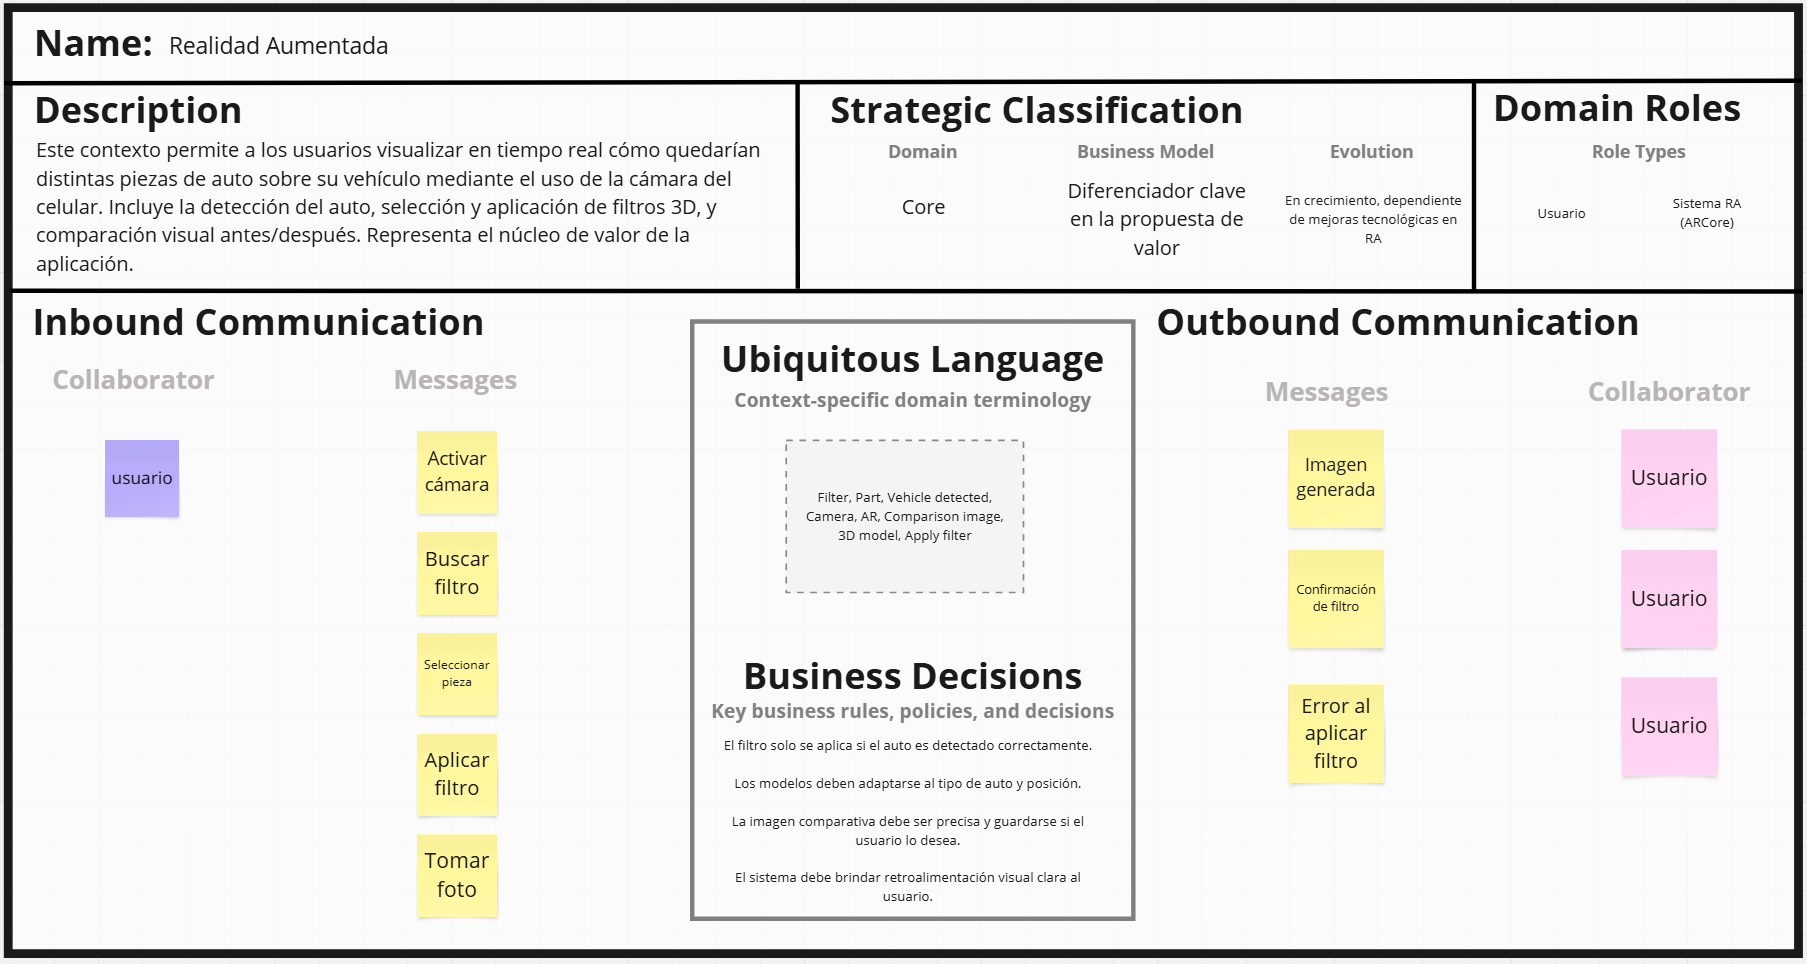 Name: Realidad Aumentada
Description
Este contexto permite a los usuarios visualizar en tiempo real cómo quedarían
distintas piezas de auto sobre su vehículo mediante el uso de la cámara del
celular. Incluye la detección del auto, selección y aplicación de filtros 3D, y
comparación visual antes/después. Representa el núcleo de valor de la
aplicación.
Strategic Classification
Domain
Core
Business Model
Diferenciador clave
en la propuesta de
valor
Evolution
En crecimiento, dependiente
de mejoras tecnológicas en
RA
Domain Roles
Role Types
Usuario
Sistema RA
(ARCore)
Inbound Communication
Collaborator
usuario
Messages
Activar
cámara
Buscar
filtro
Seleccionar
pieza
Aplicar
filtro
Tomar
foto
Ubiquitous Language
Context-specific domain terminology
Filter, Part, Vehicle detected,
Camera, AR, Comparison image,
3D model, Apply filter
Business Decisions
Key business rules, policies, and decisions
El filtro solo se aplica si el auto es detectado correctamente.
Los modelos deben adaptarse al tipo de auto y posición.
La imagen comparativa debe ser precisa y guardarse si el
usuario lo desea.
El sistema debe brindar retroalimentación visual clara al
usuario.
Outbound Communication
Messages
Imagen
generada
Confirmación
de filtro
Error al
aplicar
filtro
Collaborator
Usuario
Usuario
Usuario